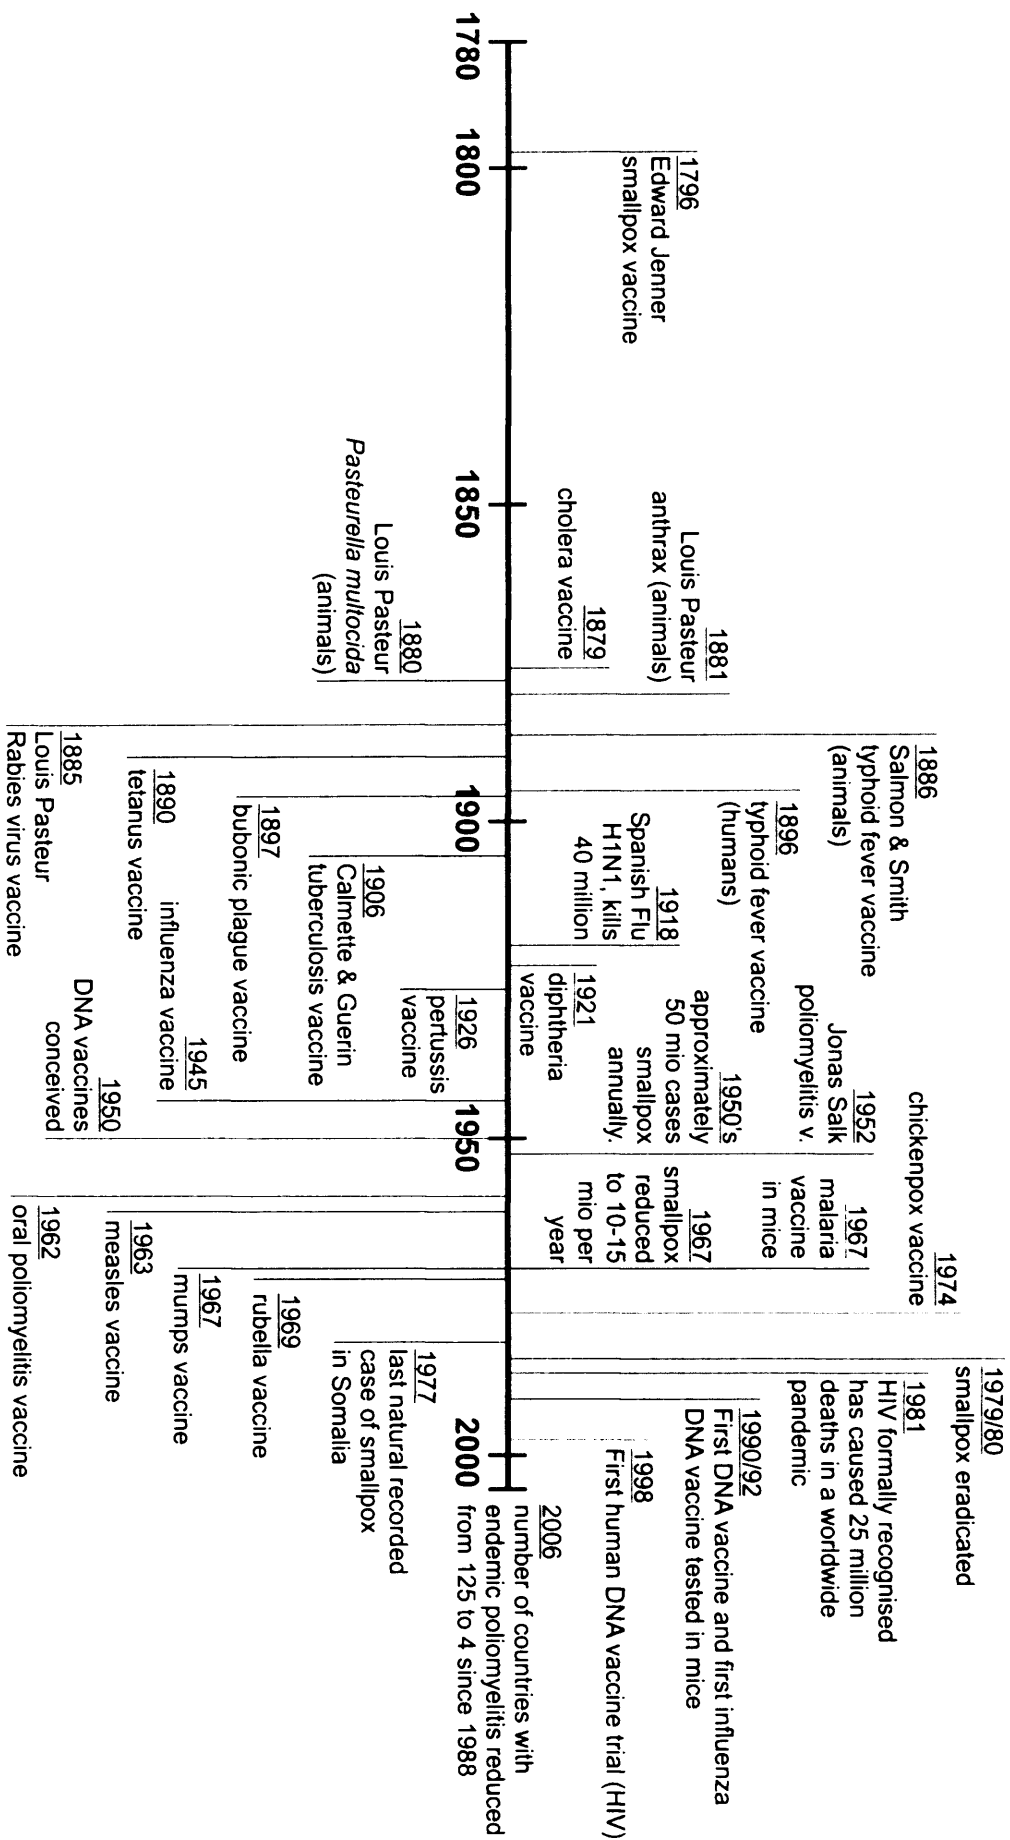 1796
Edward Jenner
smallpox vaccine
1881
Louis Pasteur
anthrax (animals)
1879
cholera vaccine
1886
Salmon & Smith
typhoid fever vaccine
(animals)
1896
typhoid fever vaccine
(humans)
1918
Spanish Flu
H1N1, kills
40 million
1921
diphtheria
vaccine
1952
Jonas Salk
poliomyelitis v.
1950's
approximately
50 mio cases
smallpox
annually.
1967
malaria
vaccine
in mice
1967
smallpox
reduced
to 10-15
mio per
year
1974
chickenpox vaccine
1979/80
smallpox eradicated
1981
HIV formally recognised
has caused 25 million
deaths in a worldwide
pandemic
1990/92
First DNA vaccine and first influenza
DNA vaccine tested in mice
1998
First human DNA vaccine trial (HIV)
2006
number of countries with
endemic poliomyelitis reduced
from 125 to 4 since 1988
1780
1800
1850
1900
1950
2000
1880
Louis Pasteur
Pasteurella multocida
(animals)
1885
Louis Pasteur
Rabies virus vaccine
1890
tetanus vaccine
1897
bubonic plague vaccine
1906
Calmette & Guerin
tuberculosis vaccine
1926
pertussis
vaccine
1945
influenza vaccine
1950
DNA vaccines
conceived
1962
oral poliomyelitis vaccine
1963
measles vaccine
1967
mumps vaccine
1969
rubella vaccine
1977
last natural recorded
case of smallpox
in Somalia